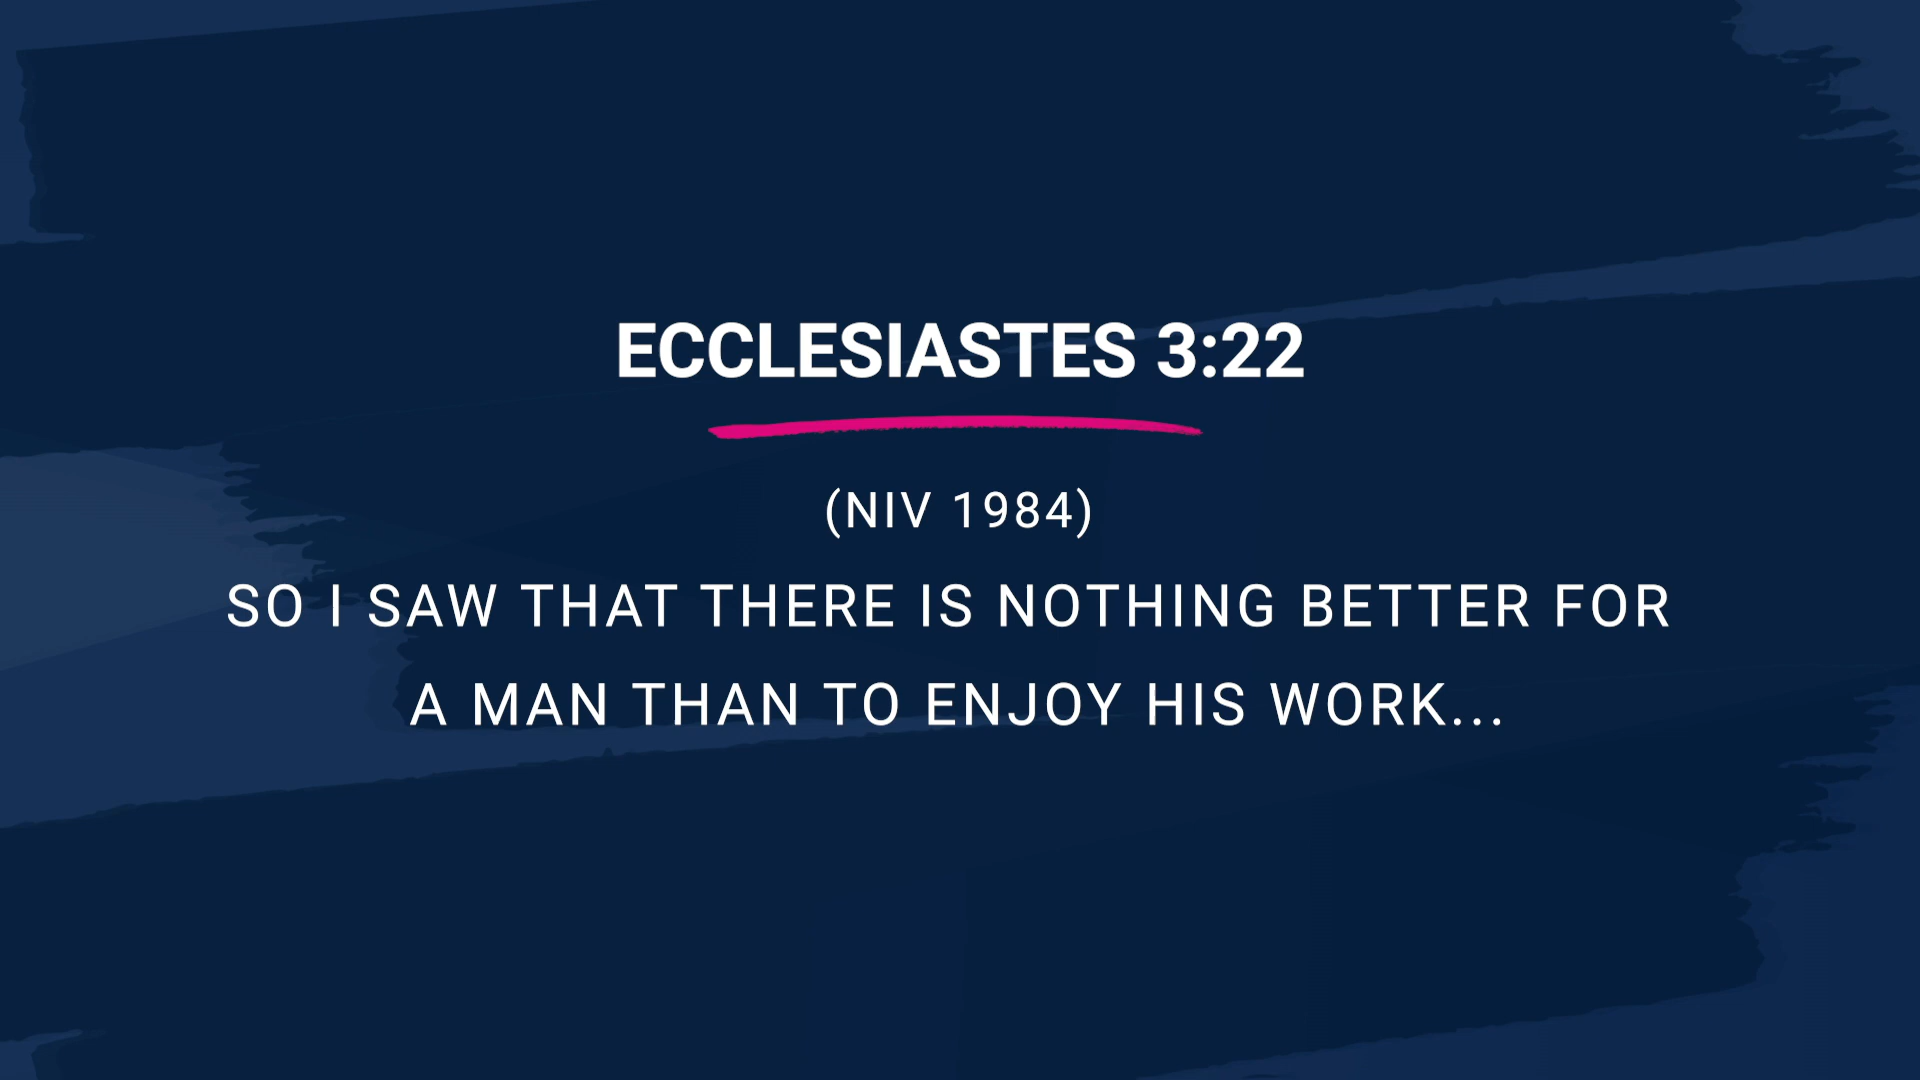 ECCLESIASTES 3:22
(NIV 1984)
SO I SAW THAT THERE IS NOTHING BETTER FOR
A MAN THAN TO ENJOY HIS WORK...